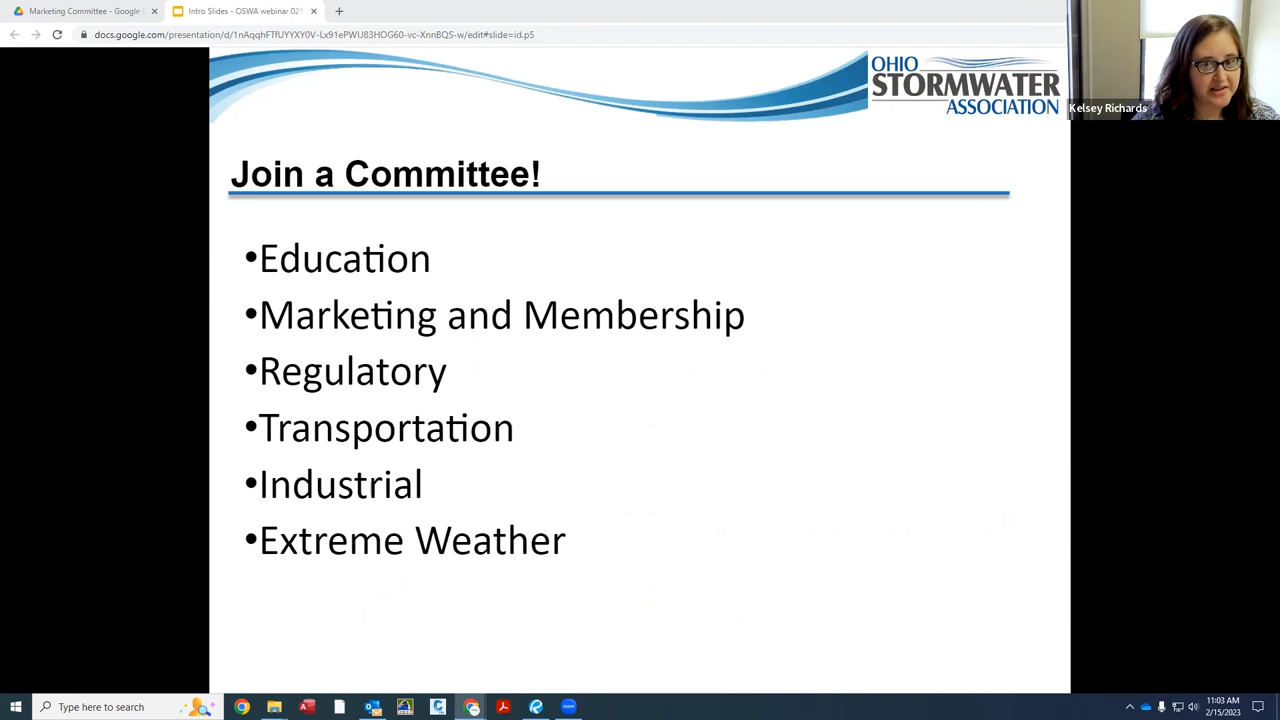 Marketing Committee - Google
Intro Slides - OSWA webinar 021
docs.google.com/presentation/d/1nAqqhFTfUYYXY0V-Lx91ePWU83HOG60-vc-XnnBQS-w/edit#slide=id.p5
OHIO
STORMWATER
ASSOCIATION
Kelsey Richards
Join a Committee!
•Education
•Marketing and Membership
•Regulatory
•Transportation
•Industrial
•Extreme Weather
Type here to search
zoom
11:03 AM
2/15/2023